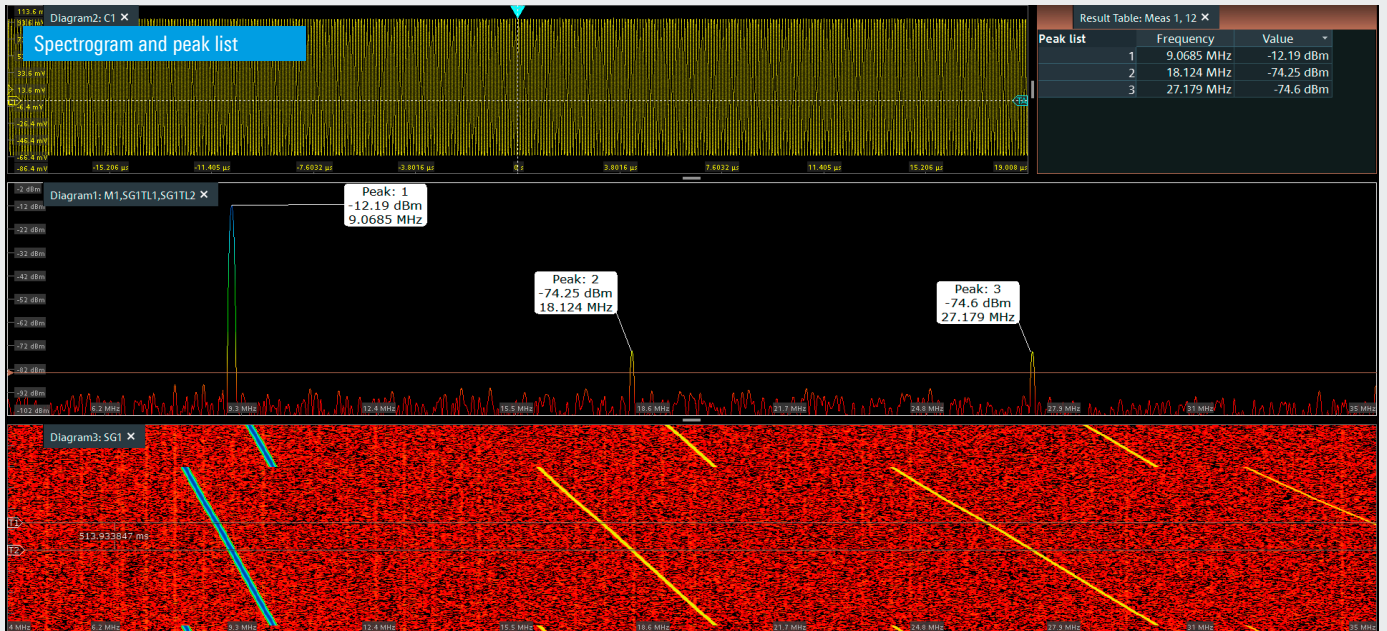 Diagram2: C1 ✕
Spectrogram and peak list
113.6 m
33.6 mV
13.6 mV
-6.4 mV
-26.4 mV
-46.4 mV
-66.4 mV
-86.4 mV
-15.206 µs
-11.405 µs
-7.6032 µs
-3.8016 µs
0 s
3.8016 µs
7.6032 µs
11.405 µs
15.206 µs
19.008 µs
Result Table: Meas 1, 12 ✕
Peak list Frequency Value
1 9.0685 MHz -12.19 dBm
2 18.124 MHz -74.25 dBm
3 27.179 MHz -74.6 dBm
Diagram1: M1,SG1TL1,SG1TL2 ✕
-2 dBm
-12 dBm
-22 dBm
-32 dBm
-42 dBm
-52 dBm
-62 dBm
-72 dBm
-82 dBm
-92 dBm
-102 dBm
Peak: 1
-12.19 dBm
9.0685 MHz
Peak: 2
-74.25 dBm
18.124 MHz
Peak: 3
-74.6 dBm
27.179 MHz
6.2 MHz
9.3 MHz
12.4 MHz
15.5 MHz
18.6 MHz
21.7 MHz
24.8 MHz
27.9 MHz
31 MHz
35 MHz
Diagram3: SG1 ✕
T1
513.933847 ms
T2
4 MHz
6.2 MHz
9.3 MHz
12.4 MHz
15.5 MHz
18.6 MHz
21.7 MHz
24.8 MHz
27.9 MHz
31 MHz
35 MHz